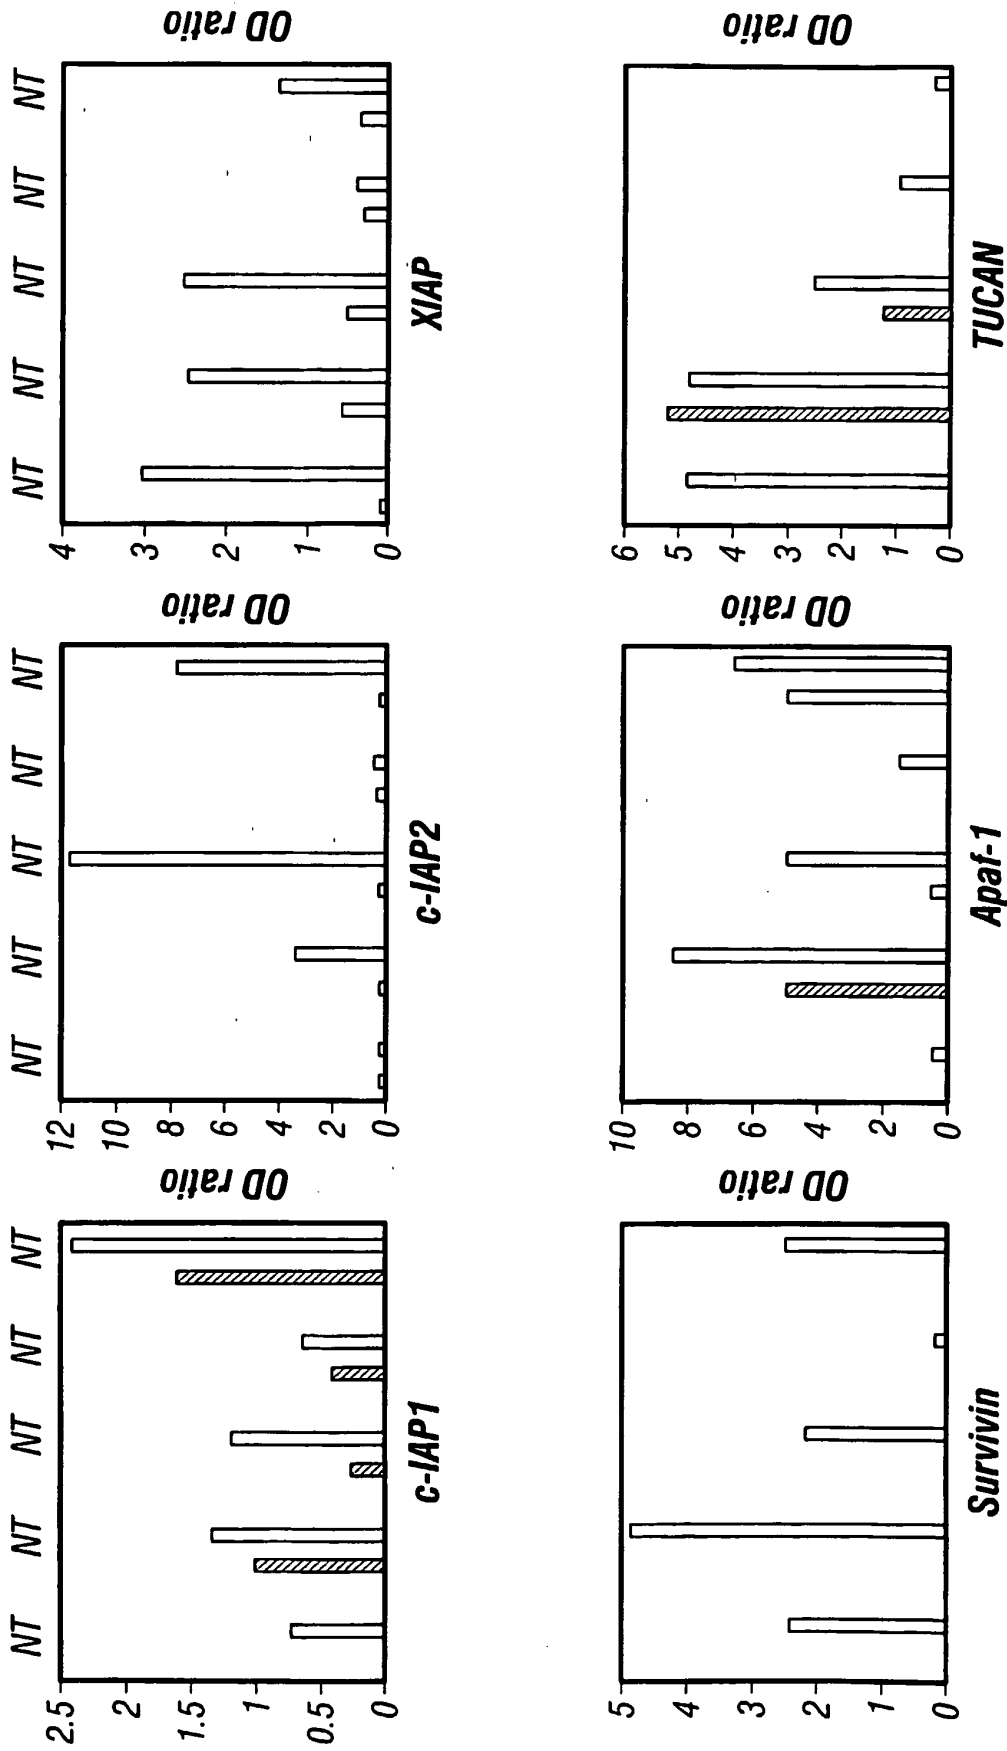 NT NT NT NT NT
2.5
2
1.5
1
0.5
0
OD ratio
c-IAP1
NT NT NT NT NT
12
10
8
6
4
2
0
OD ratio
c-IAP2
NT NT NT NT NT
4
3
2
1
0
OD ratio
XIAP
5
4
3
2
1
0
OD ratio
Survivin
10
8
6
4
2
0
OD ratio
Apaf-1
6
5
4
3
2
1
0
OD ratio
TUCAN